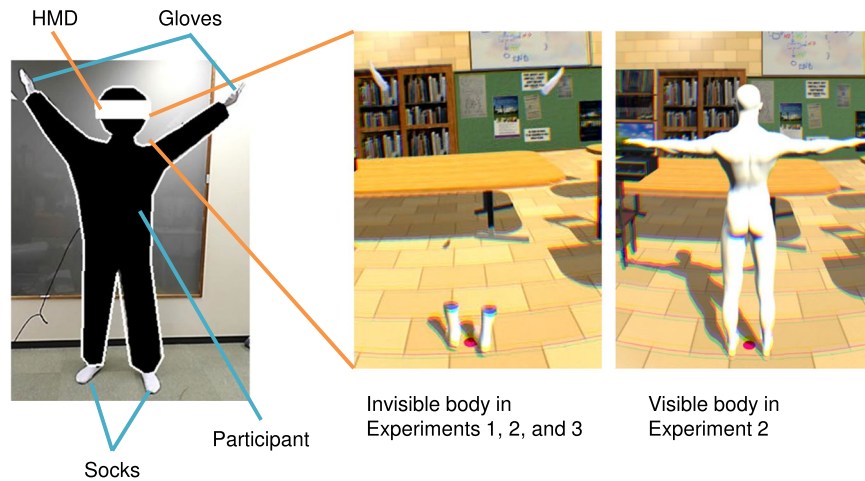 HMD
Gloves
Participant
Socks
Invisible body in
Experiments 1, 2, and 3
Visible body in
Experiment 2